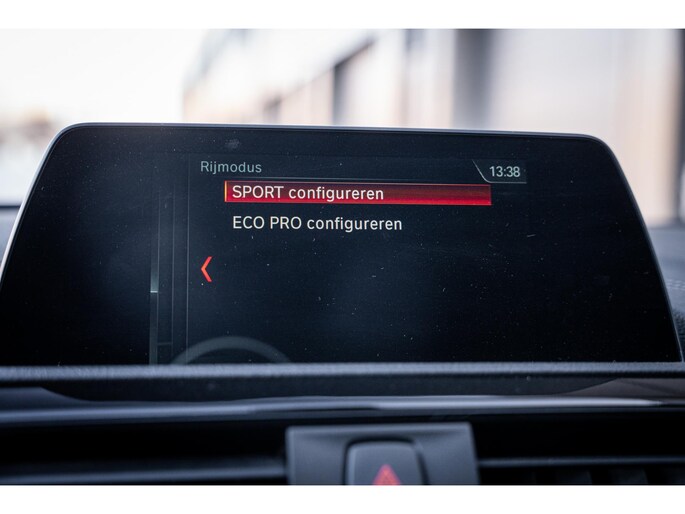 Rijmodus 13:38
SPORT configureren
ECO PRO configureren